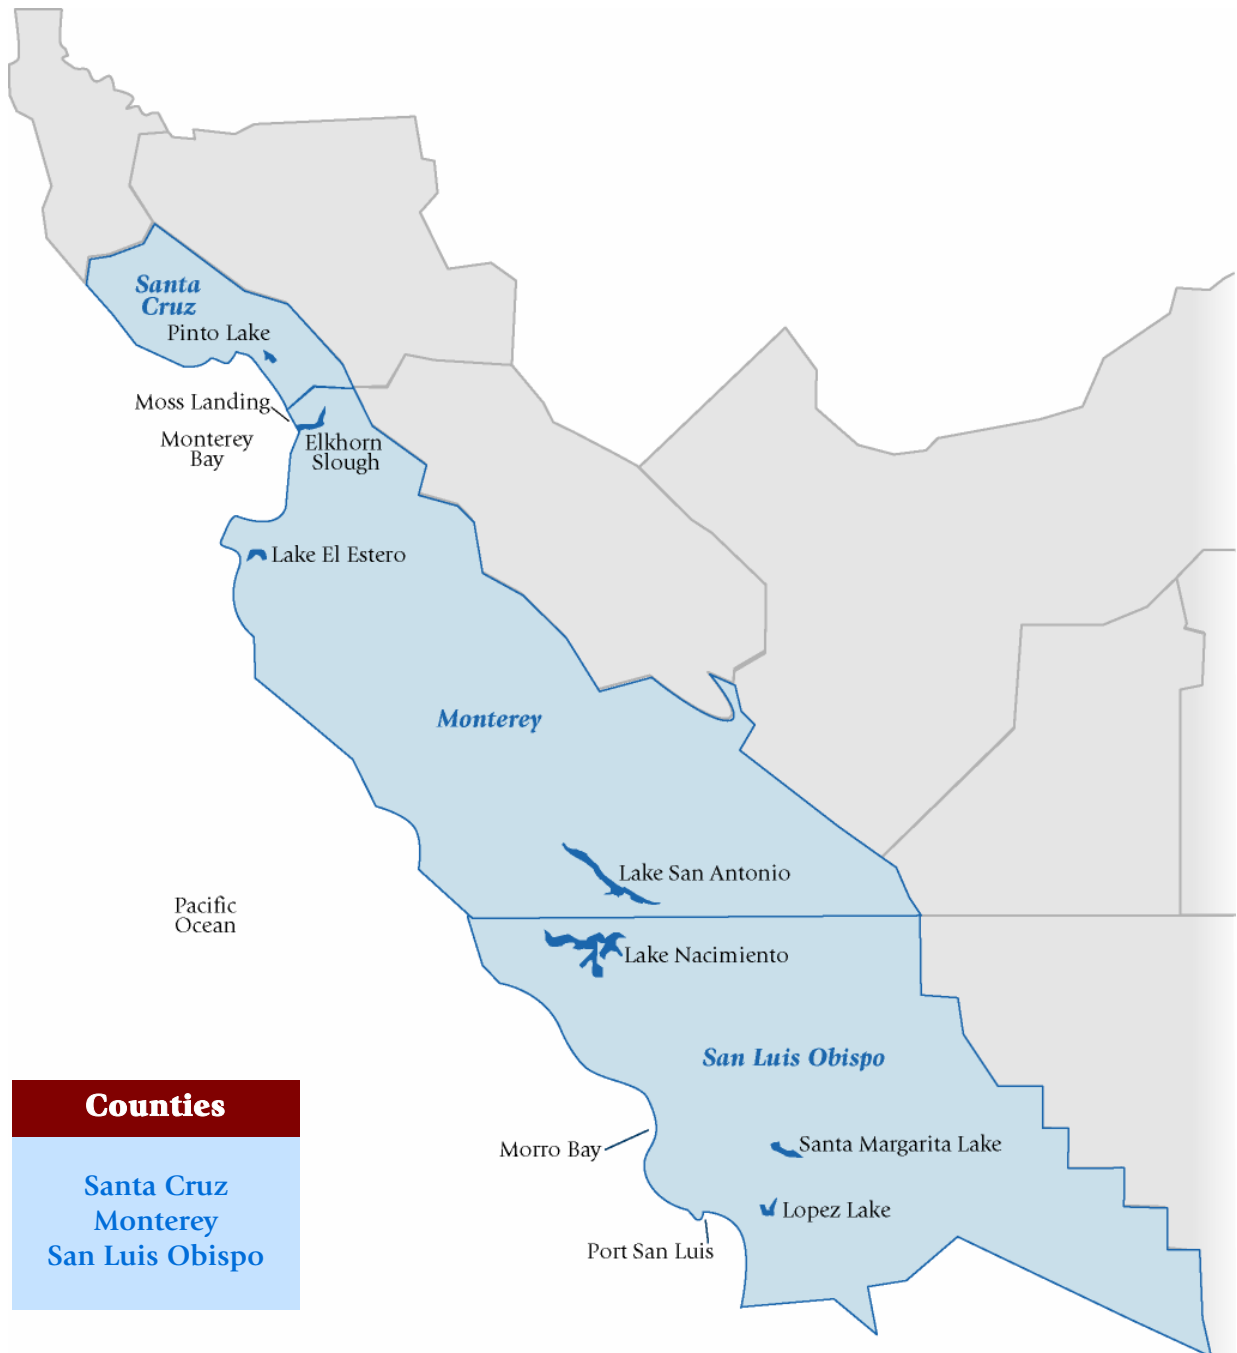 Santa
Cruz
Pinto Lake
Moss Landing
Monterey
Bay
Elkhorn
Slough
Lake El Estero
Monterey
Lake San Antonio
Pacific
Ocean
Lake Nacimiento
San Luis Obispo
Counties
Santa Cruz
Monterey
San Luis Obispo
Morro Bay
Santa Margarita Lake
Lopez Lake
Port San Luis